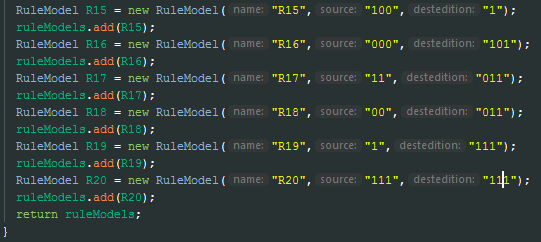 RuleModel R15 = new RuleModel( name: "R15", source: "100", destedition: "1");
ruleModels.add(R15);
RuleModel R16 = new RuleModel( name: "R16", source: "000", destedition: "101");
ruleModels.add(R16);
RuleModel R17 = new RuleModel( name: "R17", source: "11", destedition: "011");
ruleModels.add(R17);
RuleModel R18 = new RuleModel( name: "R18", source: "00", destedition: "011");
ruleModels.add(R18);
RuleModel R19 = new RuleModel( name: "R19", source: "1", destedition: "111");
ruleModels.add(R19);
RuleModel R20 = new RuleModel( name: "R20", source: "111", destedition: "111");
ruleModels.add(R20);
return ruleModels;
}